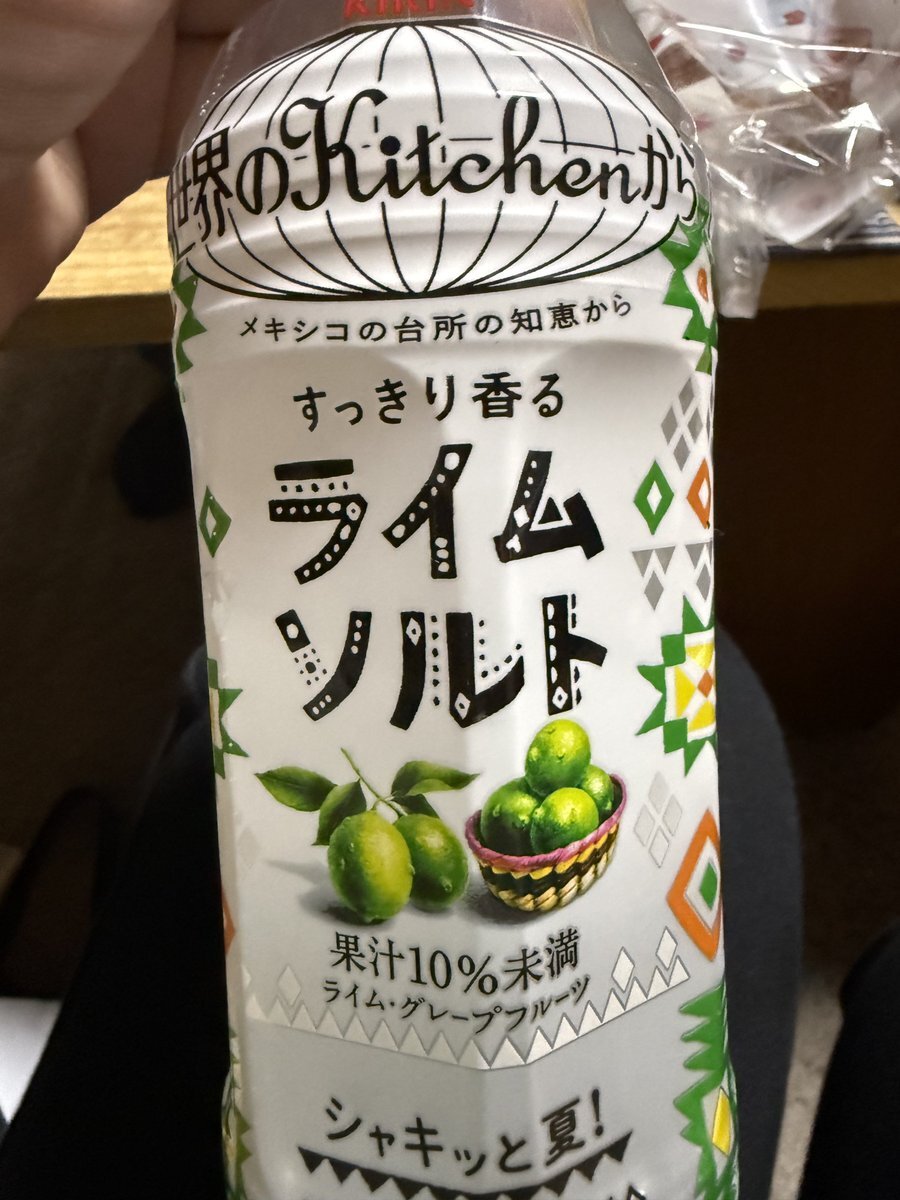 KIRIN
世界のKitchenから
メキシコの台所の知恵から
すっきり香る
ライム
ソルト
果汁10%未満
ライム・グレープフルーツ
シャキッと夏!